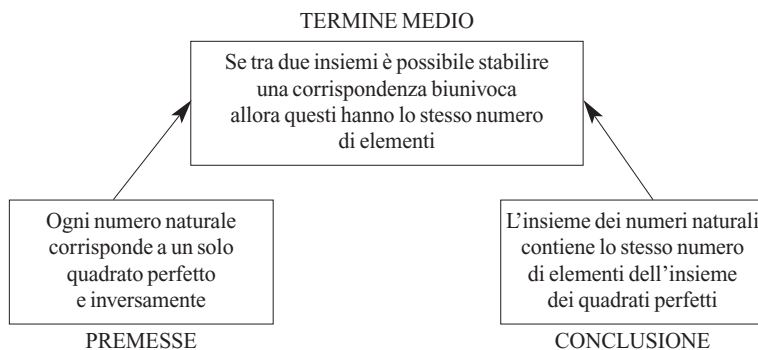 TERMINE MEDIO
Se tra due insiemi è possibile stabilire
una corrispondenza biunivoca
allora questi hanno lo stesso numero
di elementi
Ogni numero naturale
corrisponde a un solo
quadrato perfetto
e inversamente
PREMESSE
L’insieme dei numeri naturali
contiene lo stesso numero
di elementi dell’insieme
dei quadrati perfetti
CONCLUSIONE